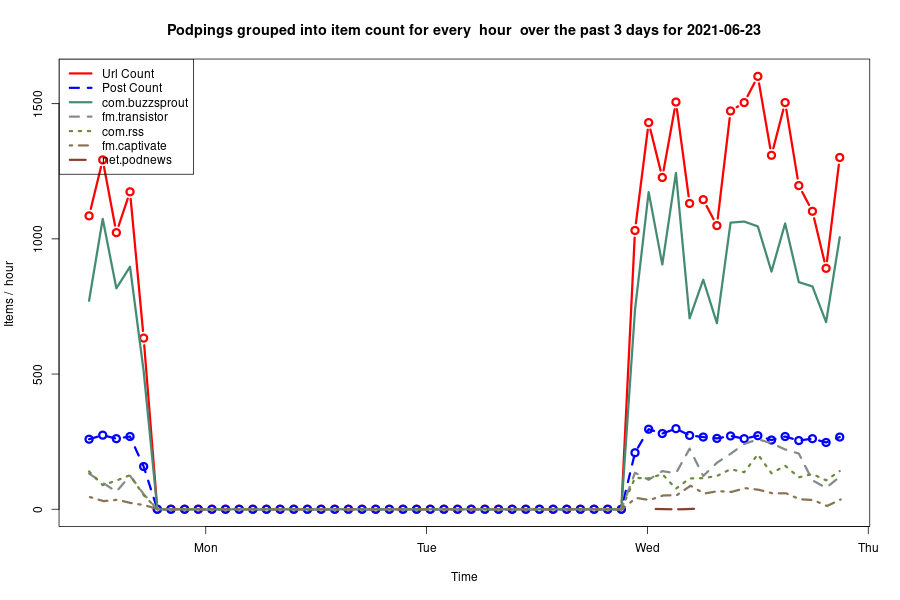 Podpings grouped into item count for every  hour  over the past 3 days for 2021-06-23
Url Count
Post Count
com.buzzsprout
fm.transistor
com.rss
fm.captivate
net.podnews
Items /  hour
1500
1000
500
0
Mon
Tue
Wed
Thu
Time